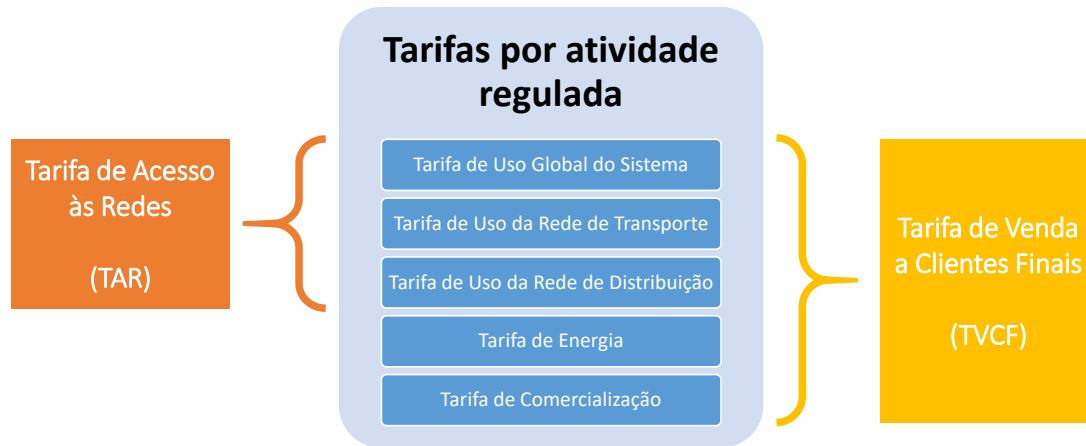 Tarifas por atividade
regulada
Tarifa de Acesso
às Redes
(TAR)
Tarifa de Uso Global do Sistema
Tarifa de Uso da Rede de Transporte
Tarifa de Uso da Rede de Distribuição
Tarifa de Energia
Tarifa de Comercialização
Tarifa de Venda
a Clientes Finais
(TVCF)